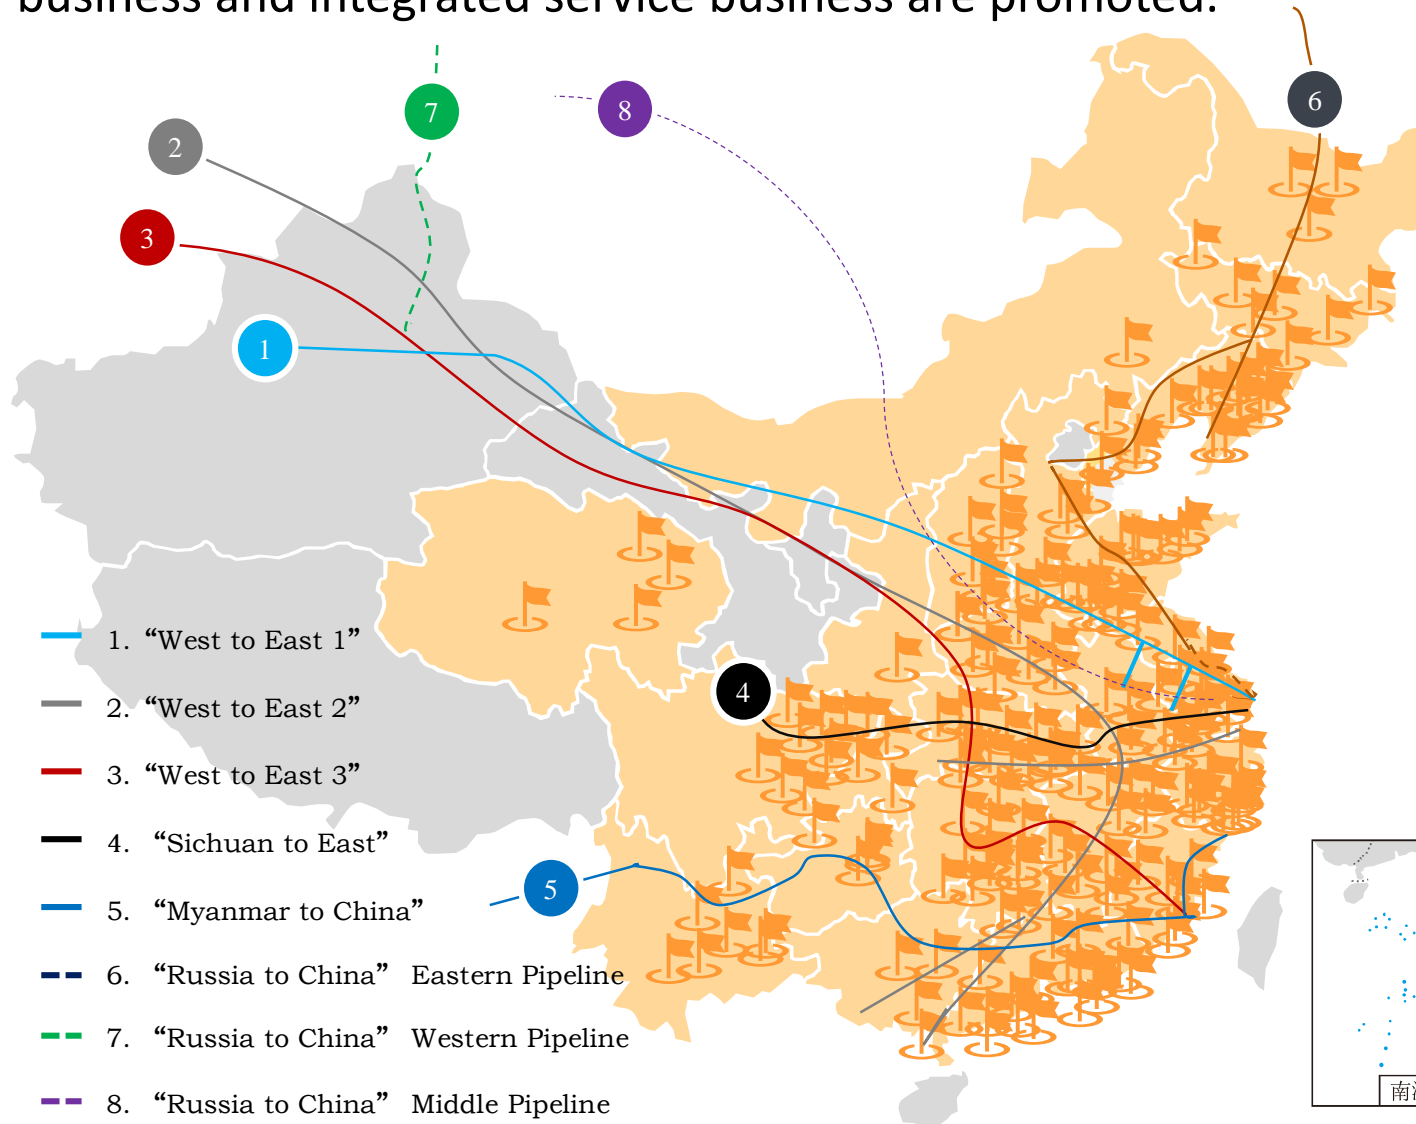 business and integrated service business are promoted.
7
8
6
2
3
1
4
5
1. “West to East 1”
2. “West to East 2”
3. “West to East 3”
4. “Sichuan to East”
5. “Myanmar to China”
6. “Russia to China” Eastern Pipeline
7. “Russia to China” Western Pipeline
8. “Russia to China” Middle Pipeline
南